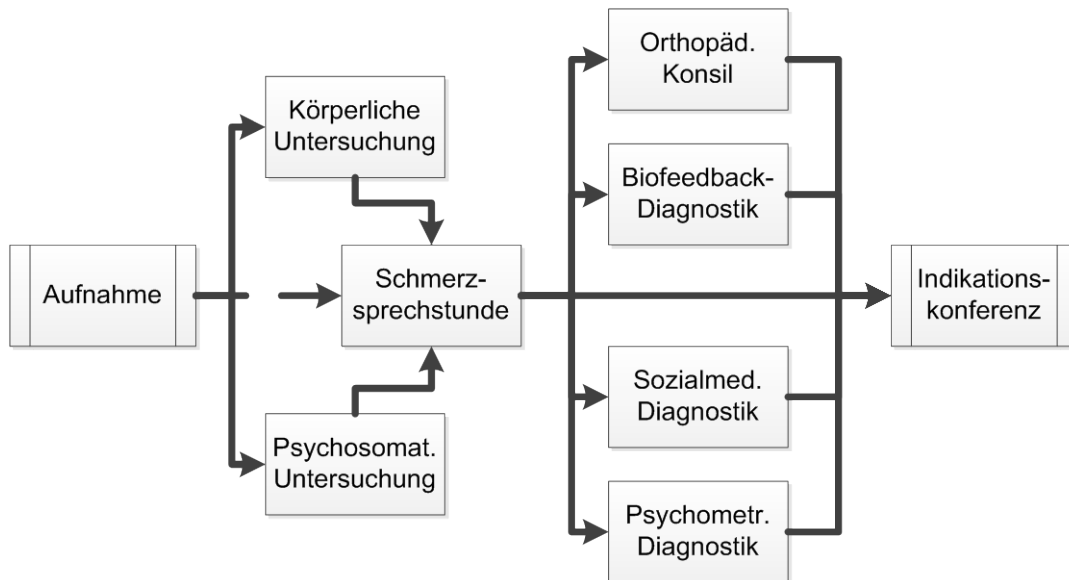 Aufnahme
Körperliche
Untersuchung
Psychosomat.
Untersuchung
Schmerz-
sprechstunde
Orthopäd.
Konsil
Biofeedback-
Diagnostik
Sozialmed.
Diagnostik
Psychometr.
Diagnostik
Indikations-
konferenz